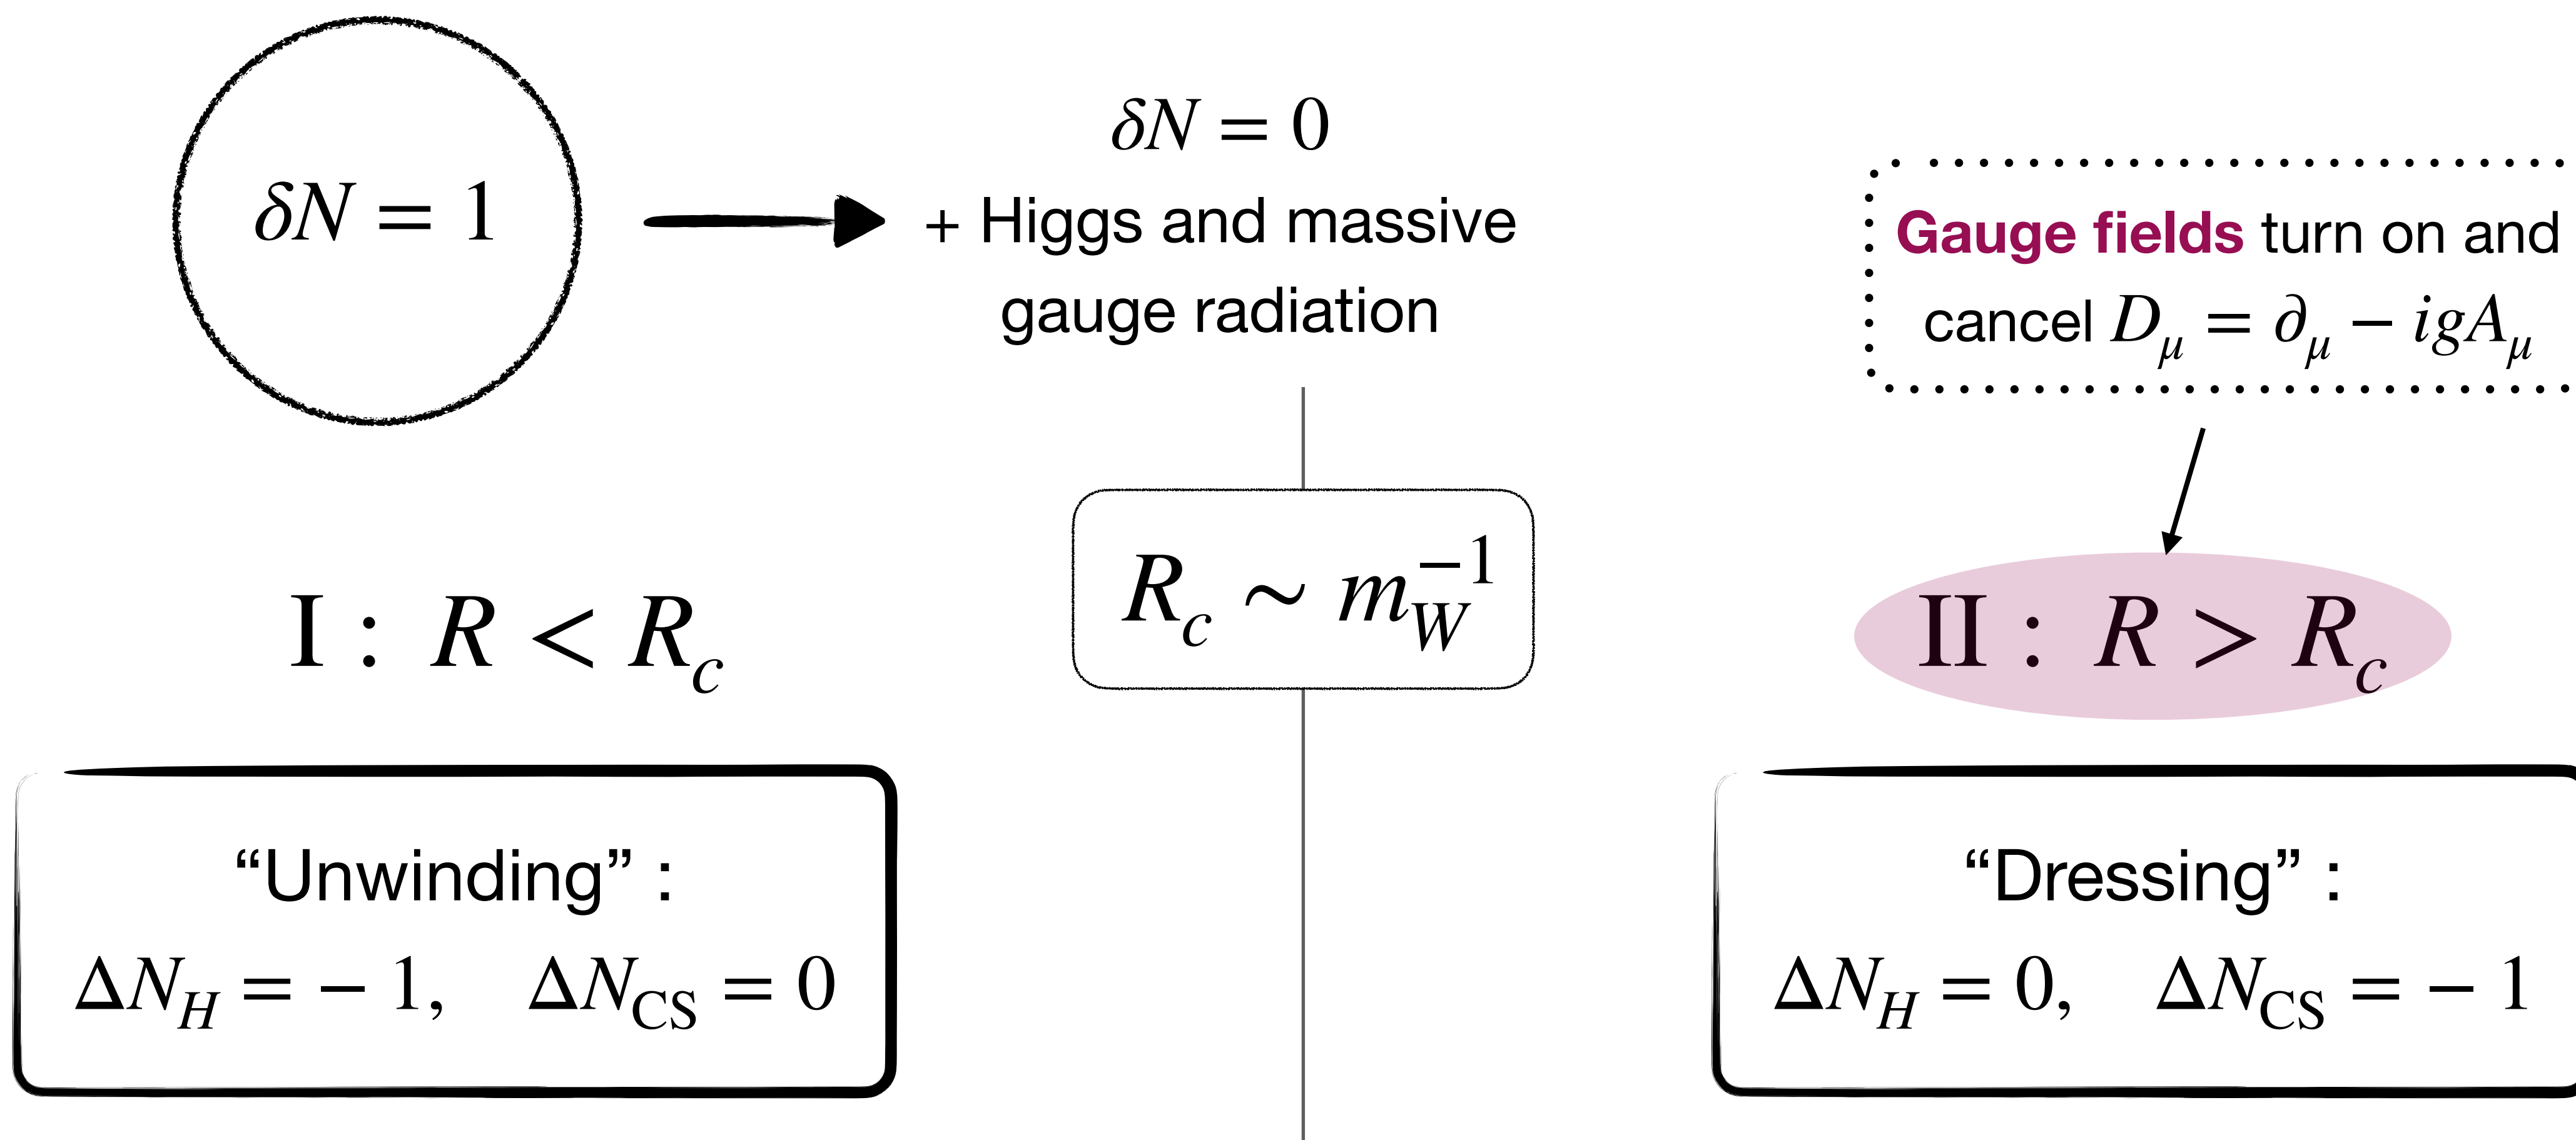 δN = 1
δN = 0
+ Higgs and massive
gauge radiation
Gauge fields turn on and
cancel D_μ = ∂_μ − igA_μ
I : R < R_c
R_c ∼ m_W^{−1}
II : R > R_c
“Unwinding” :
ΔN_H = − 1, ΔN_CS = 0
“Dressing” :
ΔN_H = 0, ΔN_CS = − 1